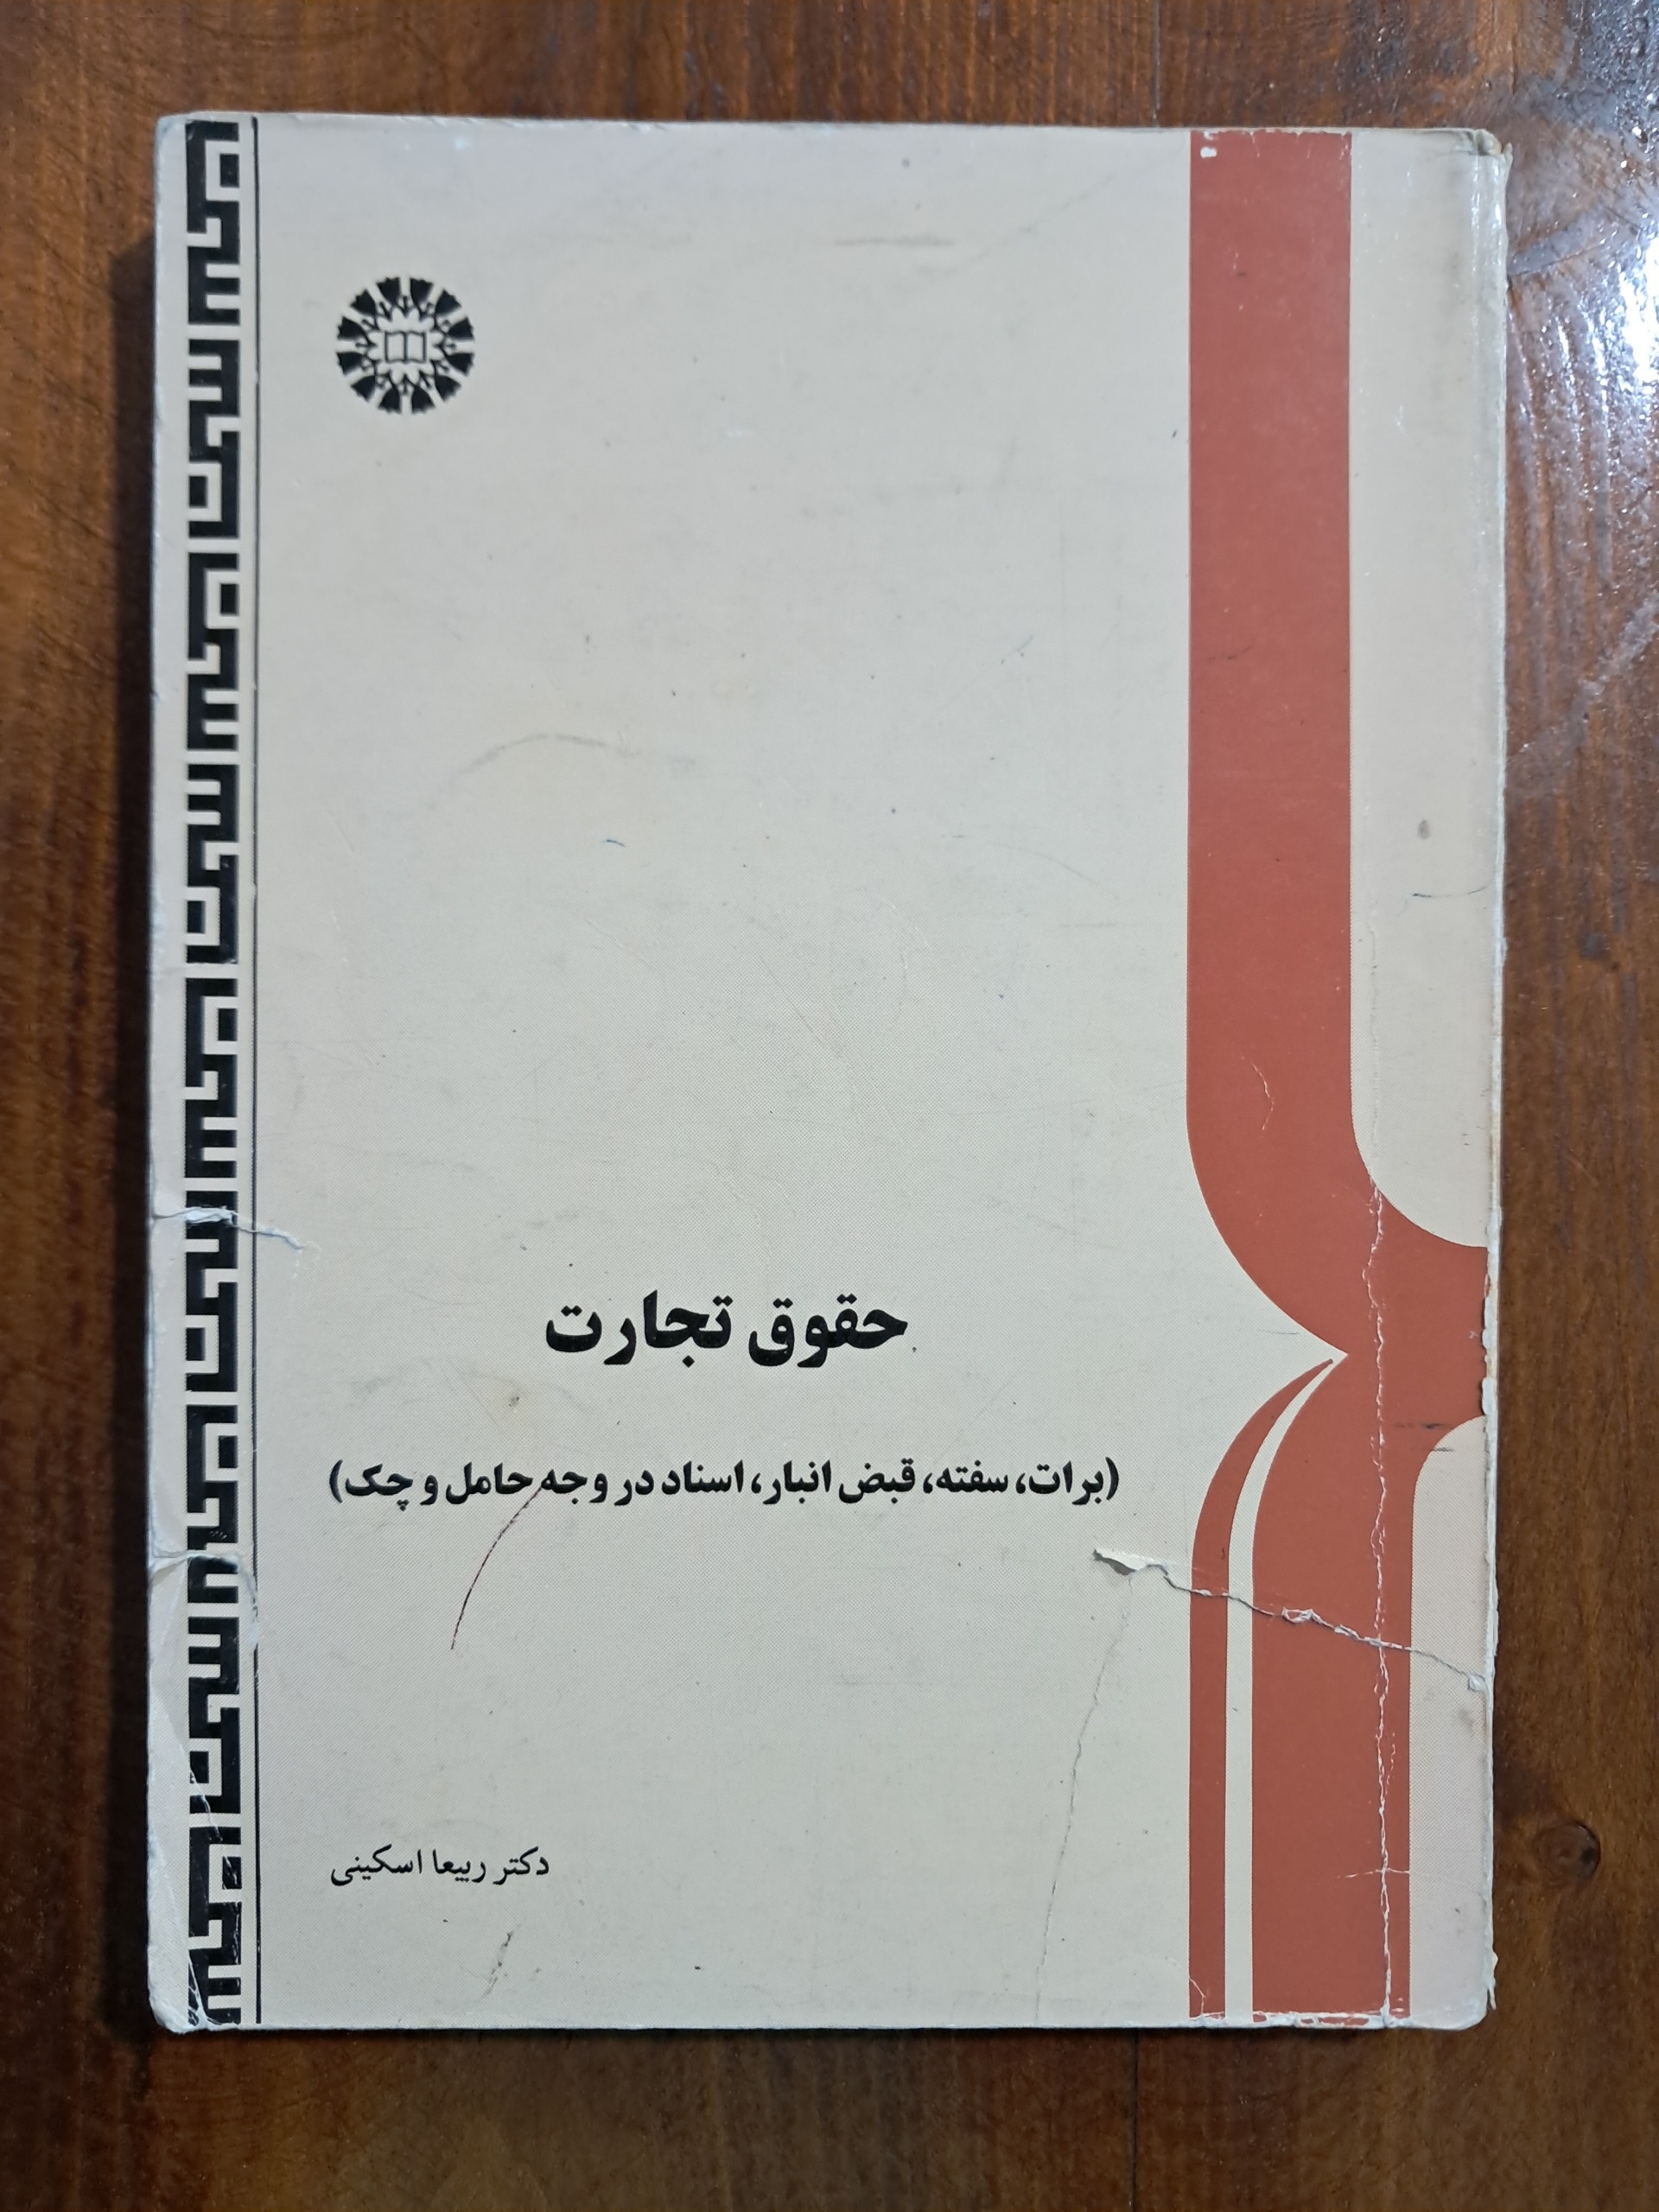 حقوق تجارت
(برات، سفته، قبض انبار، اسناد در وجه حامل و چک)
دکتر ربیعا اسکینی